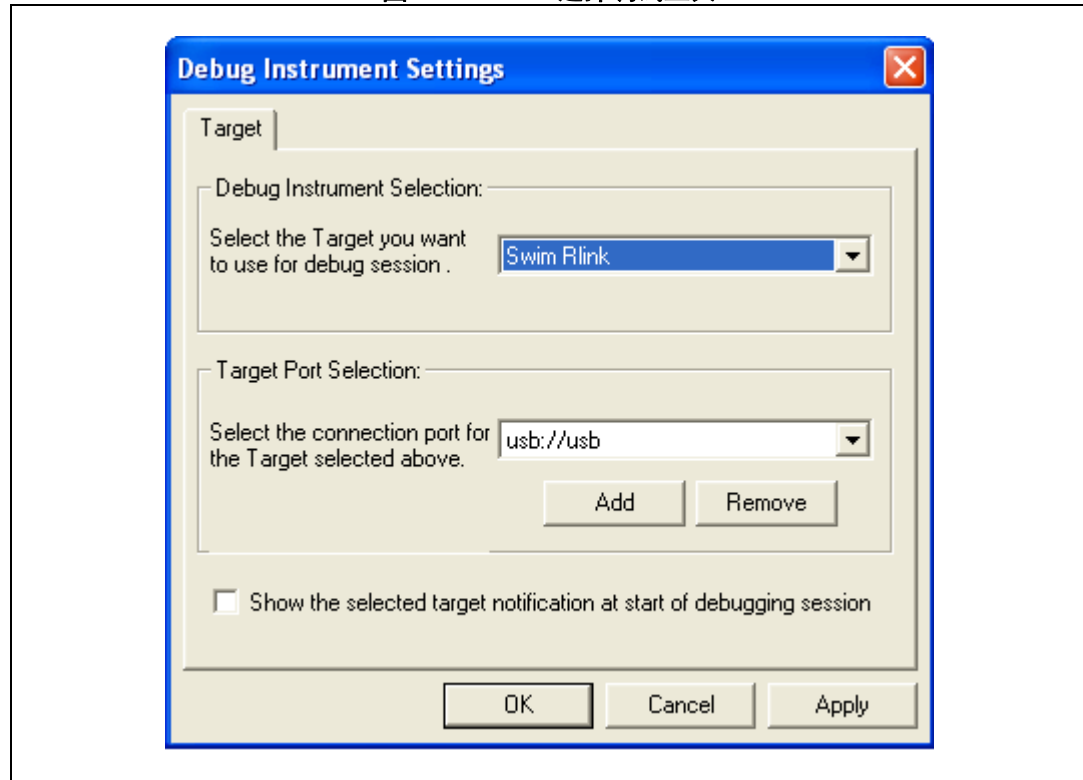 Debug Instrument Settings
Target
Debug Instrument Selection:
Select the Target you want
to use for debug session .
Swim Rlink
Target Port Selection:
Select the connection port for
the Target selected above.
usb://usb
Add
Remove
Show the selected target notification at start of debugging session
OK
Cancel
Apply